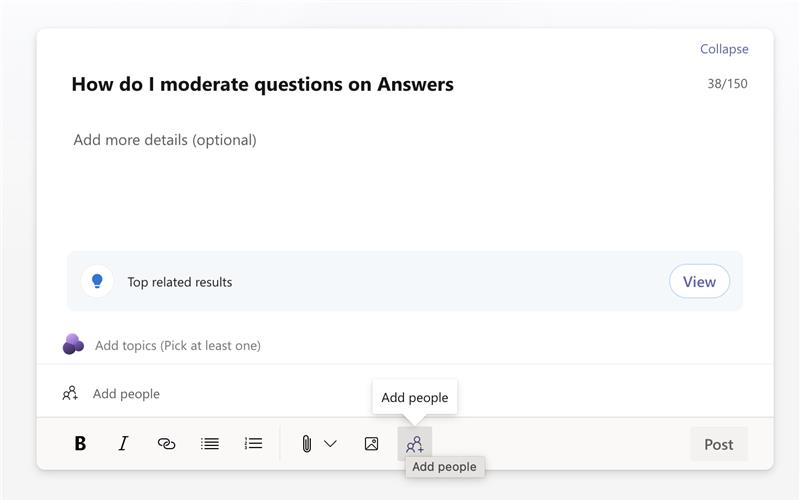 Collapse
How do I moderate questions on Answers
38/150
Add more details (optional)
Top related results
View
Add topics (Pick at least one)
Add people
Add people
B I
Post
Add people